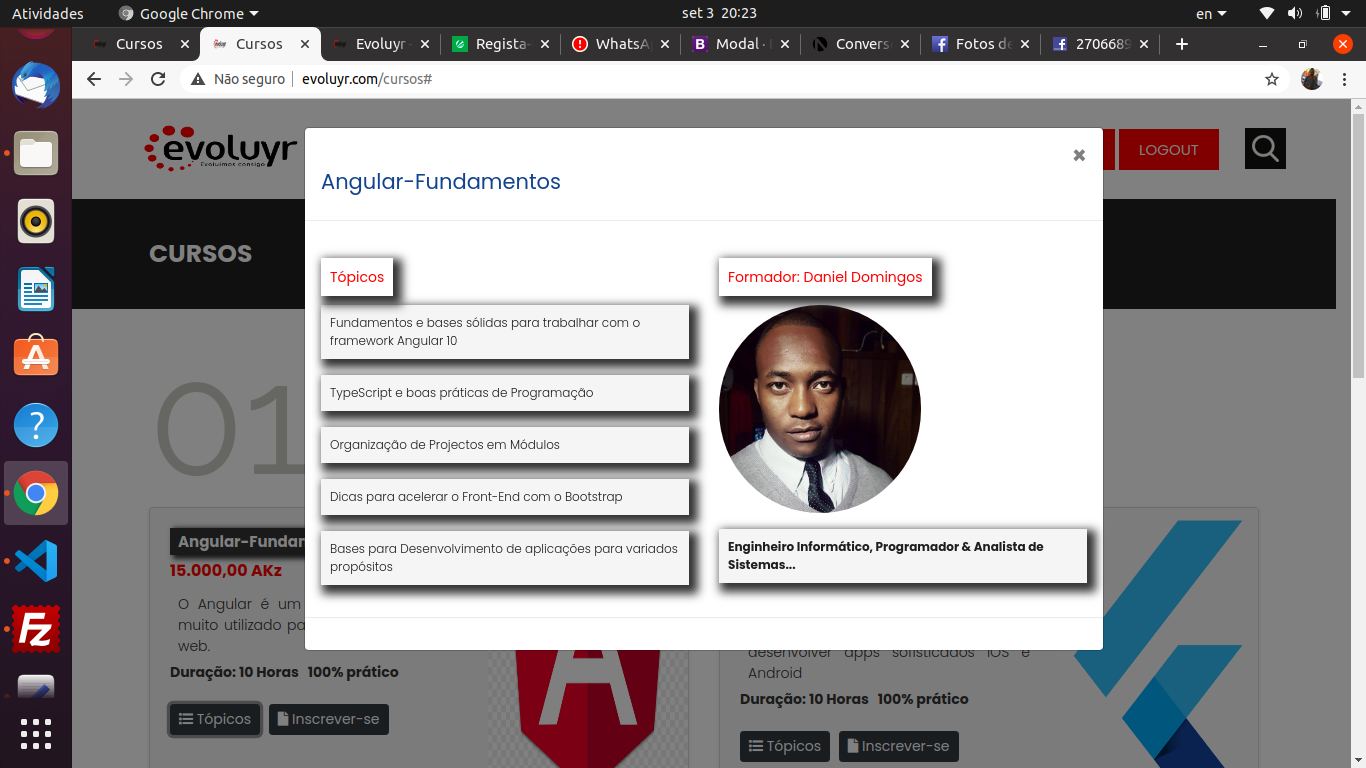 Atividades
Google Chrome
set 3 20:23
en
Cursos
Cursos
Evoluyr
Regista-
WhatsA
Modal ·
Convers
Fotos de
2706689
Não seguro
evoluyr.com/cursos#
evoluyr
Evoluímos consigo
LOGOUT
CURSOS
01
Angular-Fundamentos
Tópicos
Fundamentos e bases sólidas para trabalhar com o
framework Angular 10
TypeScript e boas práticas de Programação
Organização de Projectos em Módulos
Dicas para acelerar o Front-End com o Bootstrap
Bases para Desenvolvimento de aplicações para variados
propósitos
Formador: Daniel Domingos
Enginheiro Informático, Programador & Analista de
Sistemas...
Angular-Fundam
15.000,00 AKz
O Angular é um
muito utilizado pa
web.
Duração: 10 Horas 100% prático
Tópicos
Inscrever-se
desenvolver apps sofisticados iOS e
Android
Duração: 10 Horas 100% prático
Tópicos
Inscrever-se